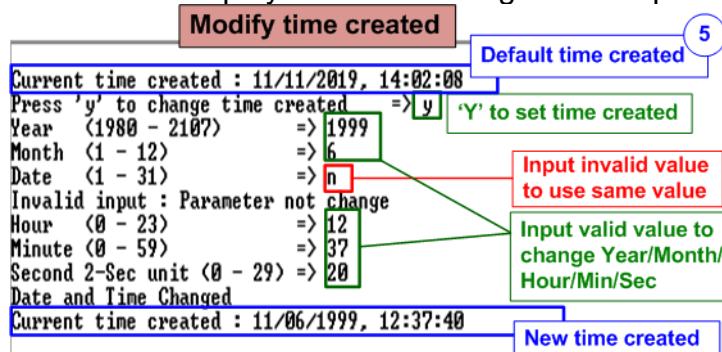 Modify time created
5
Default time created
Current time created : 11/11/2019, 14:02:08
Press 'y' to change time created => y
'Y' to set time created
Year (1980 - 2107) => 1999
Month (1 - 12) => 6
Date (1 - 31) => n
Input invalid value
to use same value
Invalid input : Parameter not change
Hour (0 - 23) => 12
Minute (0 - 59) => 37
Second 2-Sec unit (0 - 29) => 20
Input valid value to
change Year/Month/
Hour/Min/Sec
Date and Time Changed
Current time created : 11/06/1999, 12:37:40
New time created